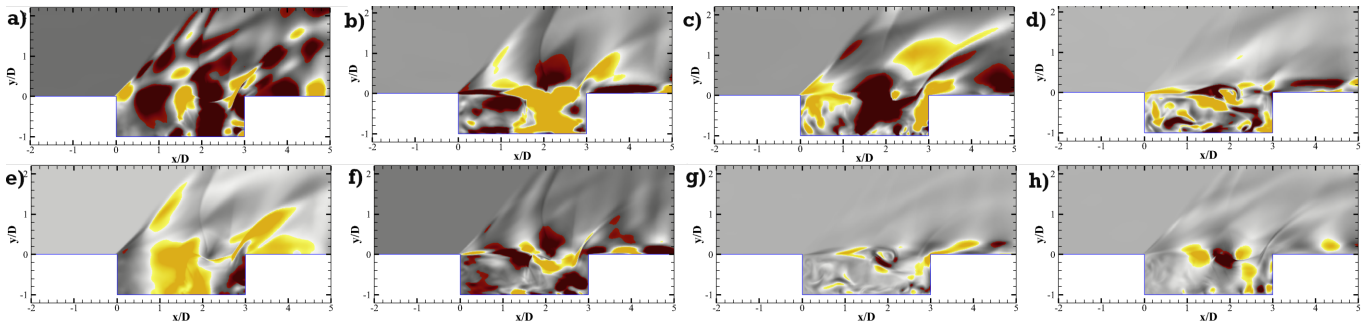 a) b) c) d)
y/D 2 1 0 -1 y/D 2 1 0 -1 y/D 2 1 0 -1 y/D 2 1 0 -1
-2 -1 0 1 2 3 4 5 -2 -1 0 1 2 3 4 5 -2 -1 0 1 2 3 4 5 -2 -1 0 1 2 3 4 5
x/D x/D x/D x/D
e) f) g) h)
y/D 2 1 0 -1 y/D 2 1 0 -1 y/D 2 1 0 -1 y/D 2 1 0 -1
-2 -1 0 1 2 3 4 5 -2 -1 0 1 2 3 4 5 -2 -1 0 1 2 3 4 5 -2 -1 0 1 2 3 4 5
x/D x/D x/D x/D